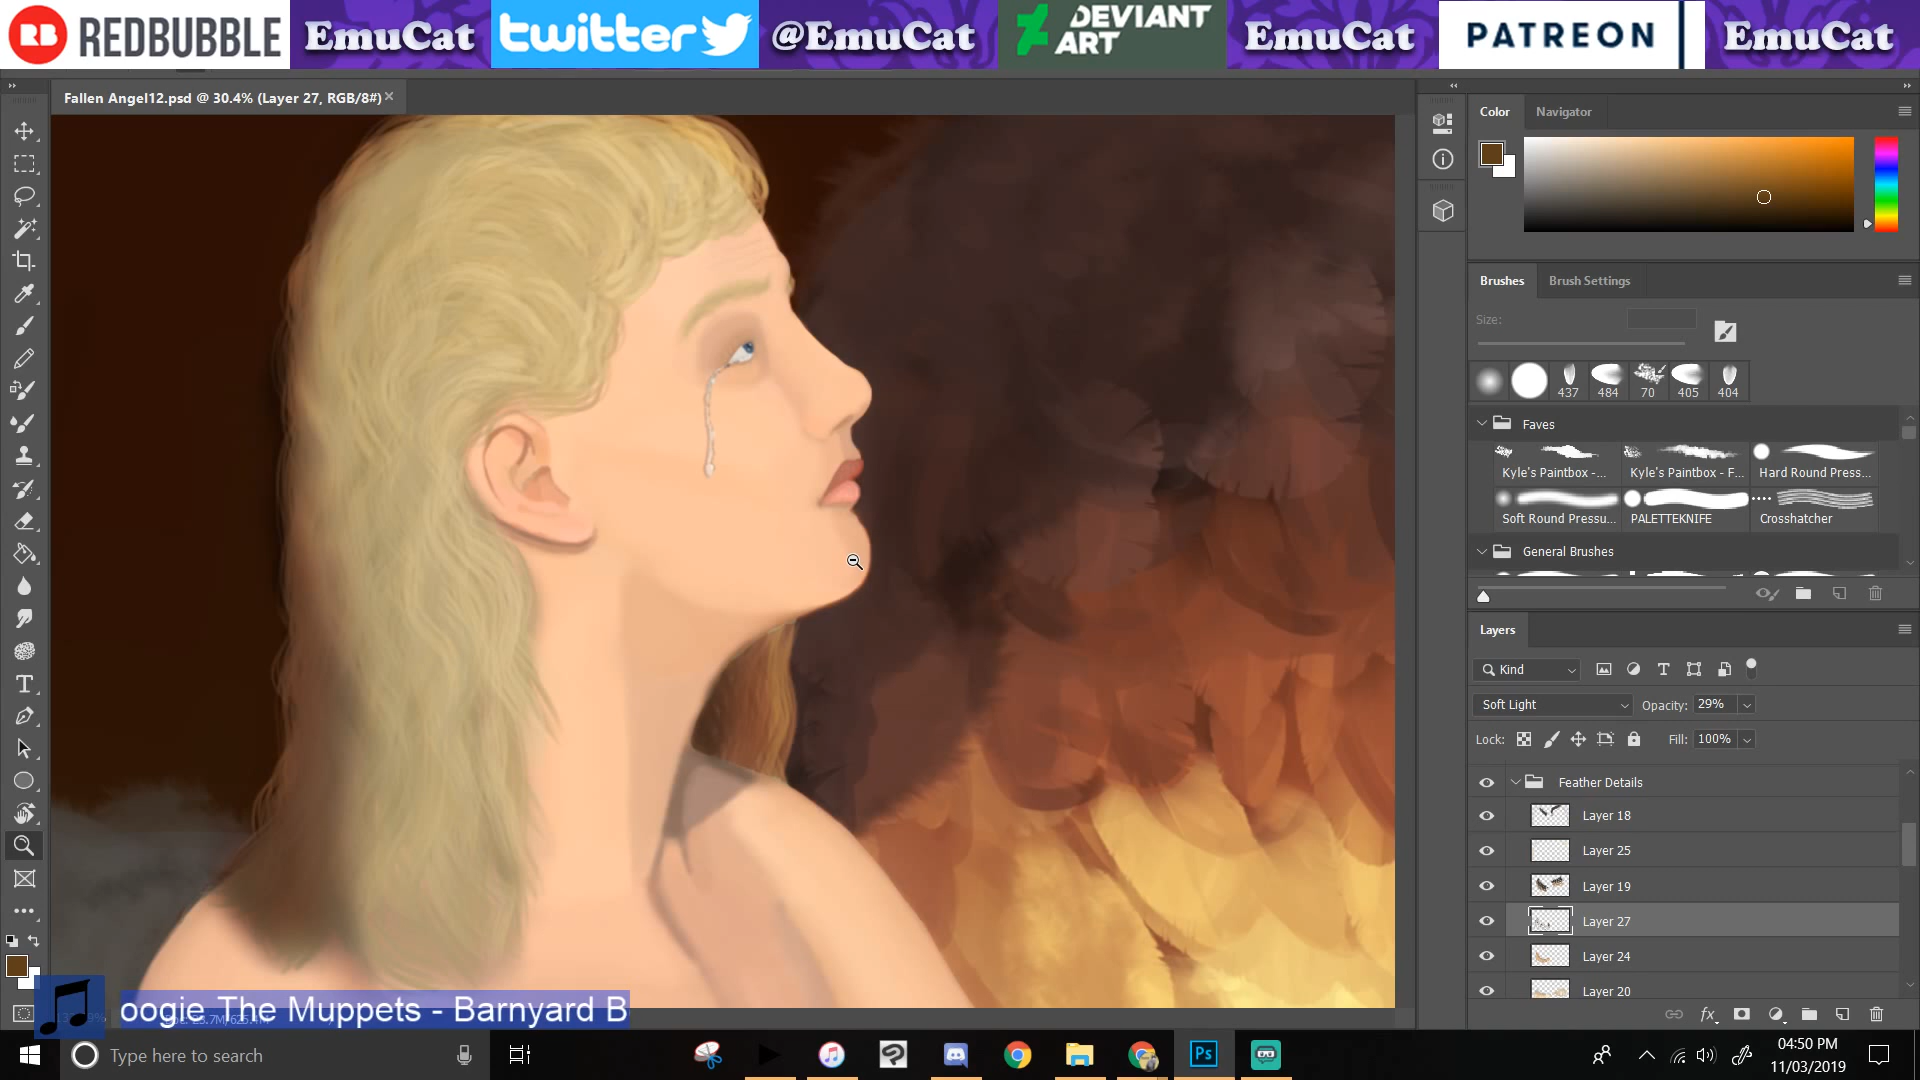 RB REDBUBBLE EmuCat twitter @EmuCat DEVIANT ART EmuCat PATREON EmuCat
Fallen Angel12.psd @ 30.4% (Layer 27, RGB/8#)
Color Navigator
Brushes Brush Settings
Size:
437 484 70 405 404
Faves
Kyle's Paintbox -... Kyle's Paintbox - F... Hard Round Press...
Soft Round Pressu... PALETTEKNIFE Crosshatcher
General Brushes
Layers
Kind
Soft Light Opacity: 29%
Lock: Fill: 100%
Feather Details
Layer 18
Layer 25
Layer 19
Layer 27
Layer 24
Layer 20
fx
oogie The Muppets - Barnyard B
Type here to search
Ps
04:50 PM
11/03/2019